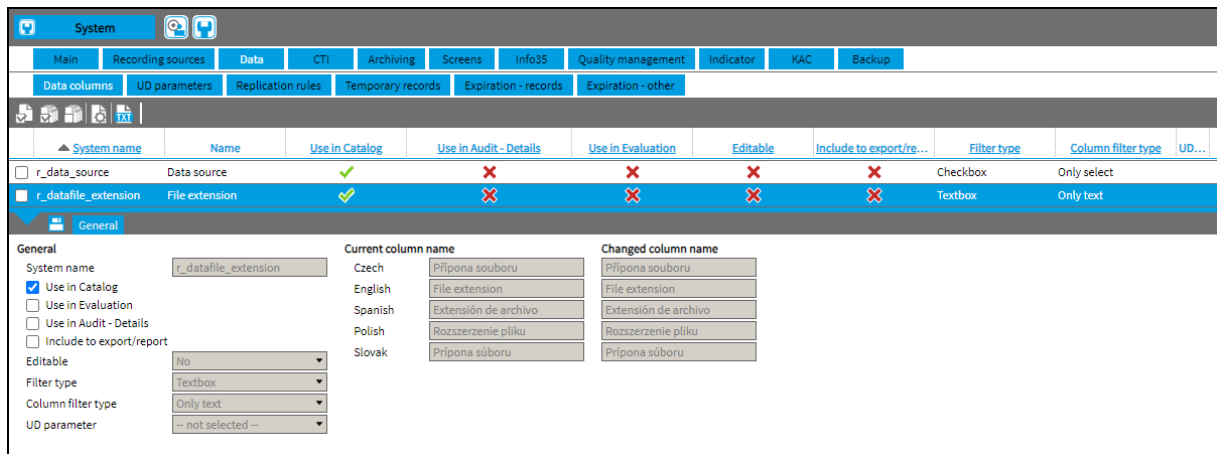 System
Main Recording sources Data CTI Archiving Screens Info35 Quality management Indicator KAC Backup
Data columns UD parameters Replication rules Temporary records Expiration - records Expiration - other
TXT
System name Name Use in Catalog Use in Audit - Details Use in Evaluation Editable Include to export/re... Filter type Column filter type UD...
r_data_source Data source Checkbox Only select
r_datafile_extension File extension Textbox Only text
General
General Current column name Changed column name
System name r_datafile_extension Czech Přípona souboru Přípona souboru
Use in Catalog English File extension File extension
Use in Evaluation Spanish Extensión de archivo Extensión de archivo
Use in Audit - Details Polish Rozszerzenie pliku Rozszerzenie pliku
Include to export/report Slovak Prípona súboru Prípona súboru
Editable No
Filter type Textbox
Column filter type Only text
UD parameter -- not selected --